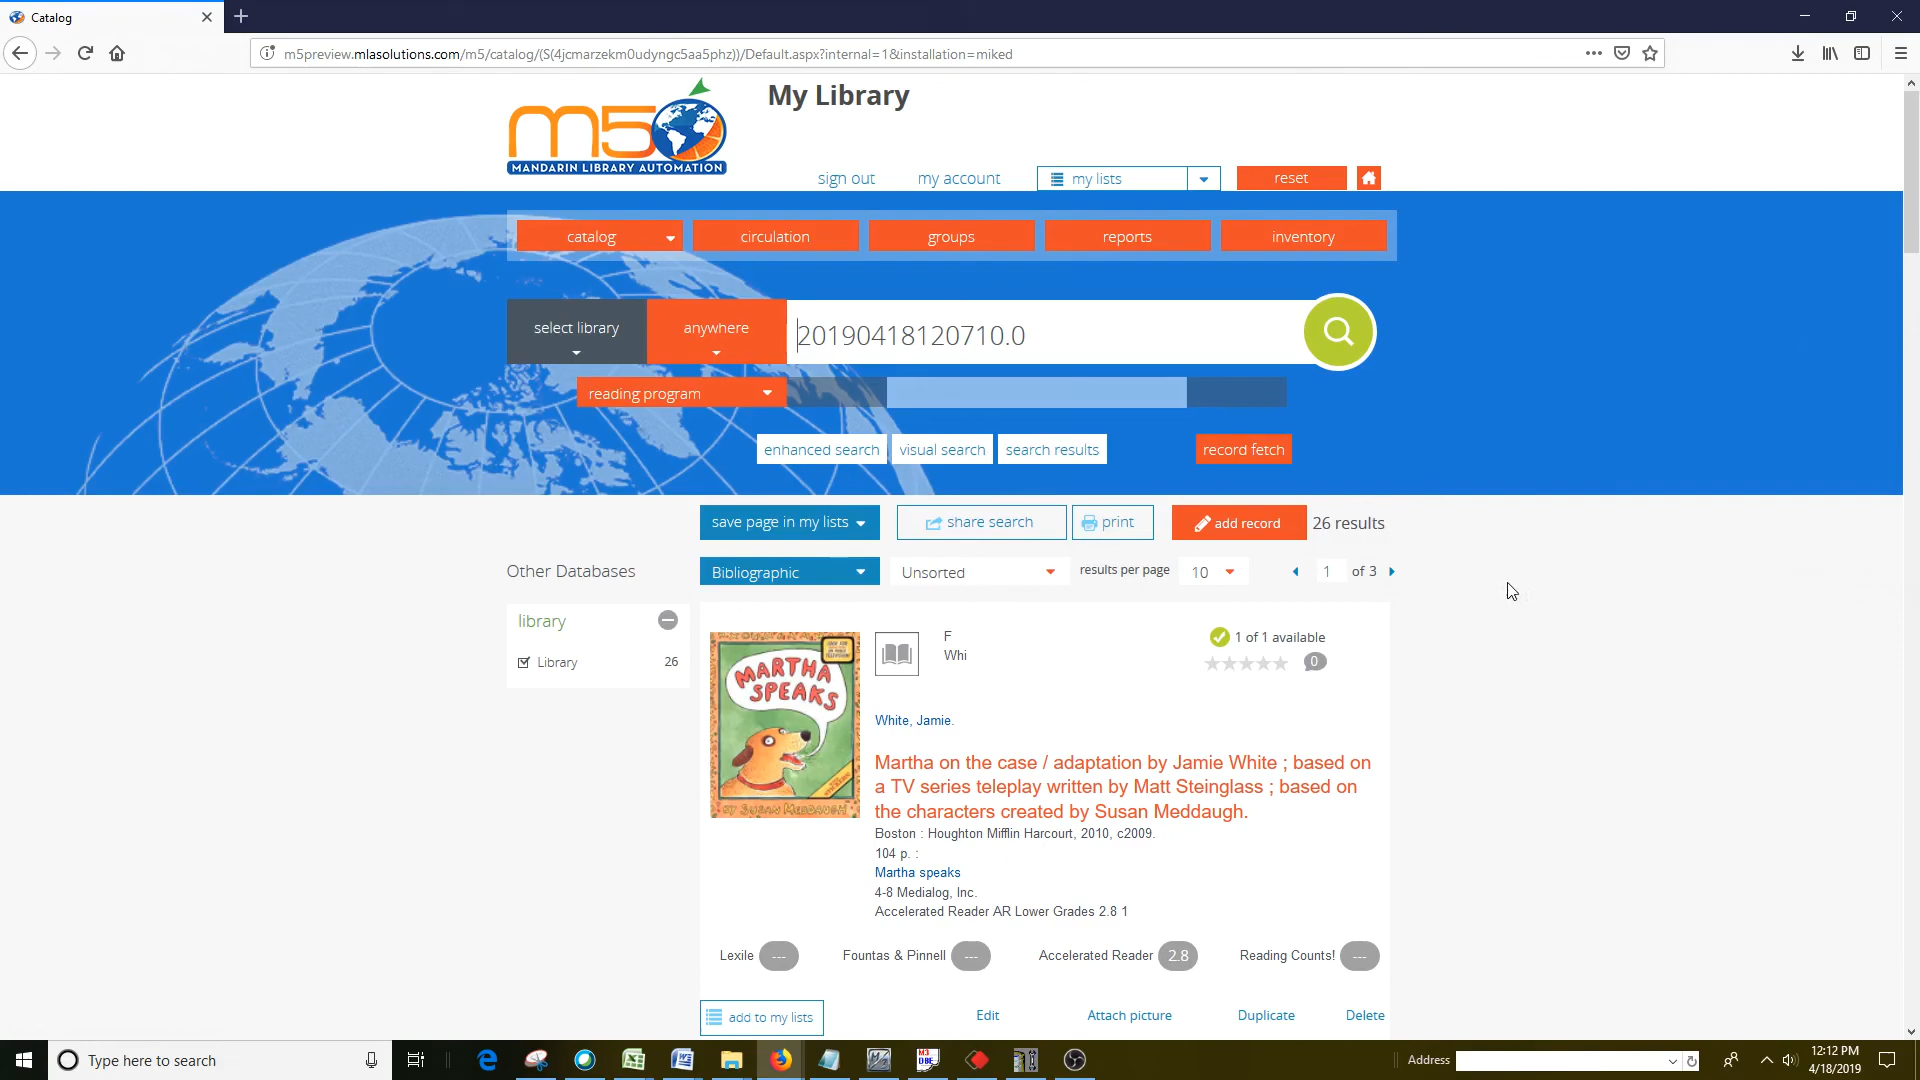 Catalog
m5preview.mlasolutions.com/m5/catalog/(S(4jcmarzekm0udyngc5aa5phz))/Default.aspx?internal=1&installation=miked
m5
MANDARIN LIBRARY AUTOMATION
My Library
sign out
my account
my lists
reset
catalog
circulation
groups
reports
inventory
select library
anywhere
20190418120710.0
reading program
enhanced search
visual search
search results
record fetch
save page in my lists
share search
print
add record
26 results
Other Databases
Bibliographic
Unsorted
results per page
10
1
of 3
library
Library
26
MARTHA
SPEAKS
BY SUSAN MEDDAUGH
F
Whi
1 of 1 available
0
White, Jamie.
Martha on the case / adaptation by Jamie White ; based on
a TV series teleplay written by Matt Steinglass ; based on
the characters created by Susan Meddaugh.
Boston : Houghton Mifflin Harcourt, 2010, c2009.
104 p. :
Martha speaks
4-8 Medialog, Inc.
Accelerated Reader AR Lower Grades 2.8 1
Lexile
---
Fountas & Pinnell
---
Accelerated Reader
2.8
Reading Counts!
---
add to my lists
Edit
Attach picture
Duplicate
Delete
Type here to search
Address
12:12 PM
4/18/2019